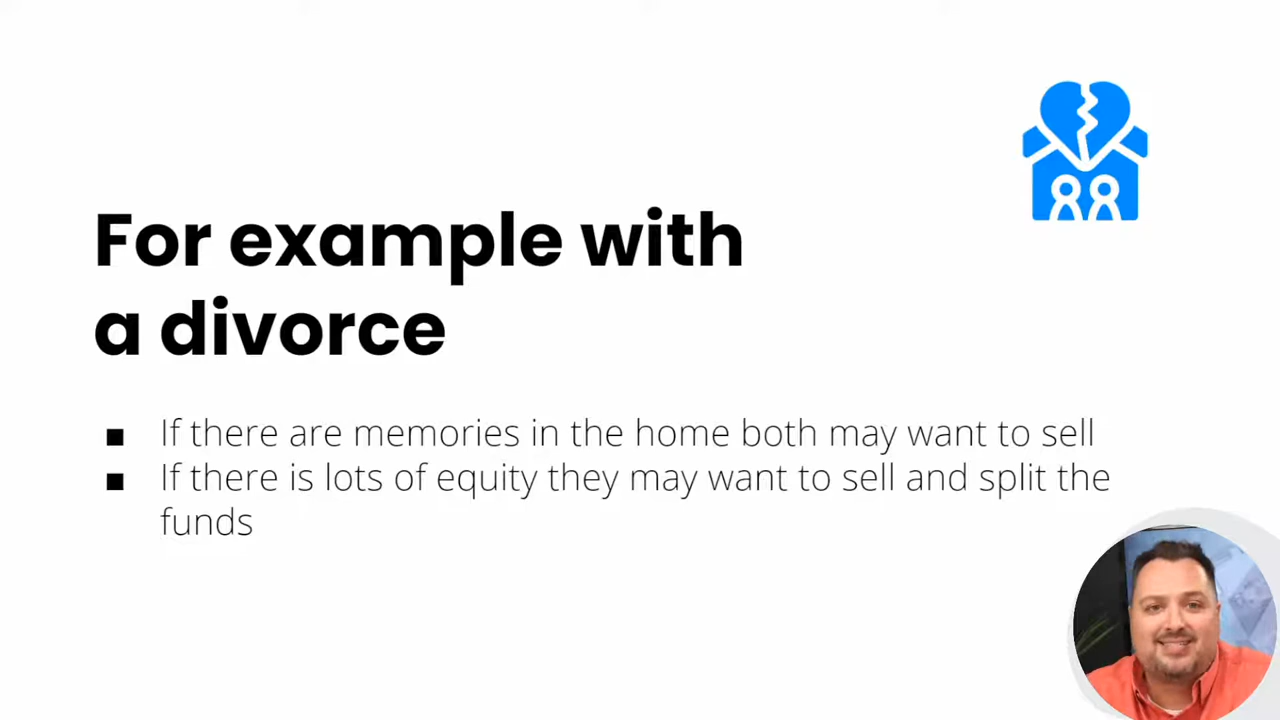 For example with
a divorce
■ If there are memories in the home both may want to sell
■ If there is lots of equity they may want to sell and split the
funds